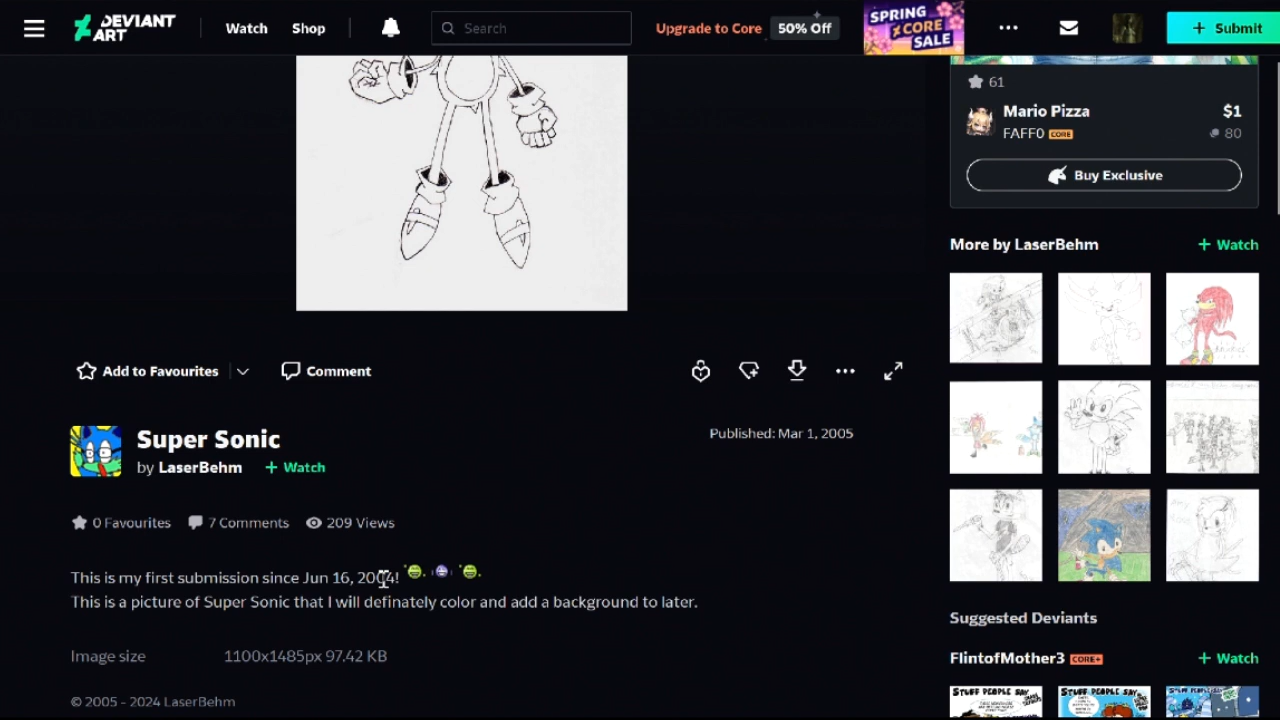 DEVIANT ART
Watch
Shop
Search
Upgrade to Core
50% Off
SPRING CORE SALE
+ Submit
61
Mario Pizza
$1
FAFF0 CORE
80
Buy Exclusive
More by LaserBehm
+ Watch
Add to Favourites
Comment
Super Sonic
Published: Mar 1, 2005
by LaserBehm
+ Watch
0 Favourites
7 Comments
209 Views
This is my first submission since Jun 16, 2004!
This is a picture of Super Sonic that I will definately color and add a background to later.
Suggested Deviants
Image size
1100x1485px 97.42 KB
FlintofMother3 CORE+
+ Watch
© 2005 - 2024 LaserBehm
STUFF PEOPLE SAY
STUFF PEOPLE SAY
STUFF PEOPLE SAY